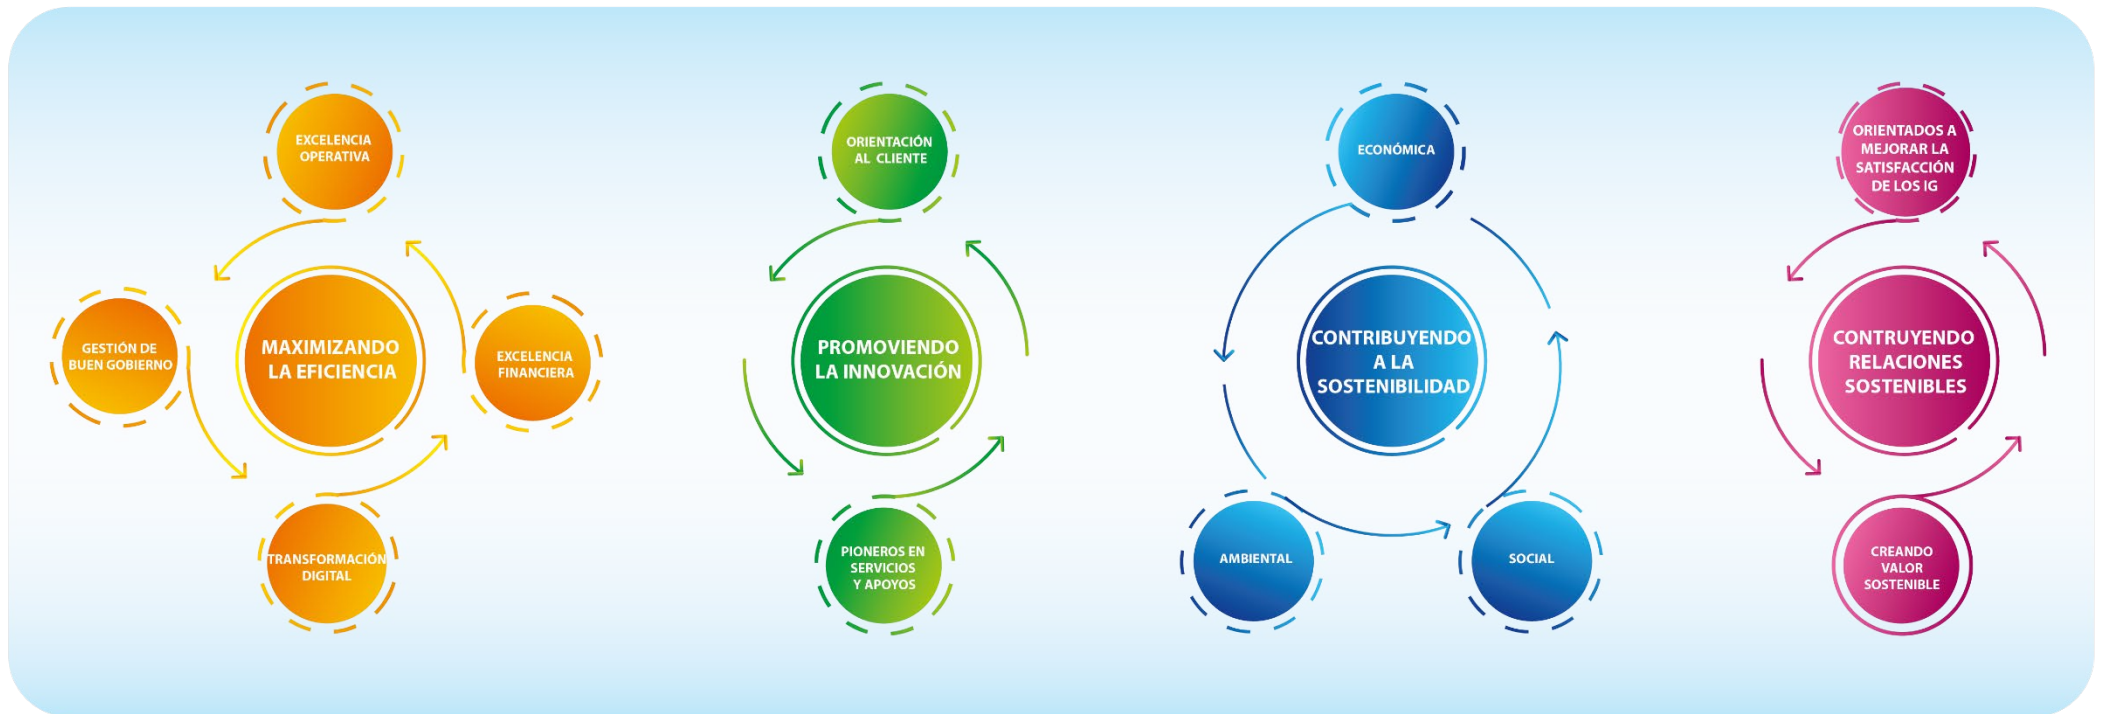 EXCELENCIA
OPERATIVA
GESTIÓN DE
BUEN GOBIERNO
MAXIMIZANDO
LA EFICIENCIA
EXCELENCIA
FINANCIERA
TRANSFORMACIÓN
DIGITAL
ORIENTACIÓN
AL CLIENTE
PROMOVIENDO
LA INNOVACIÓN
PIONEROS EN
SERVICIOS
Y APOYOS
ECONÓMICA
CONTRIBUYENDO
A LA
SOSTENIBILIDAD
AMBIENTAL
SOCIAL
ORIENTADOS A
MEJORAR LA
SATISFACCIÓN
DE LOS IG
CONTRUYENDO
RELACIONES
SOSTENIBLES
CREANDO
VALOR
SOSTENIBLE